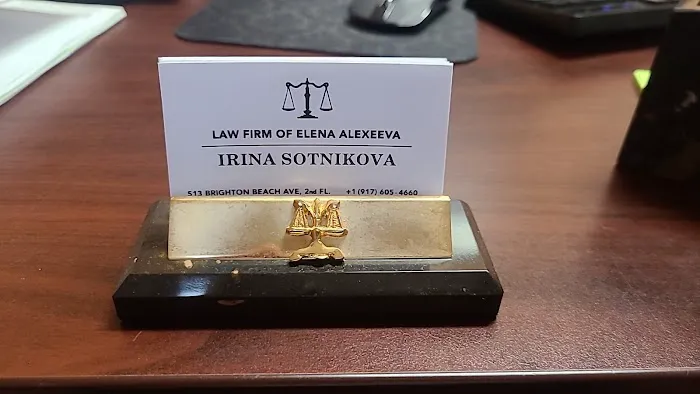 LAW FIRM OF ELENA ALEXEEVA
IRINA SOTNIKOVA
513 BRIGHTON BEACH AVE, 2ND FL. +1 (917) 605-4660